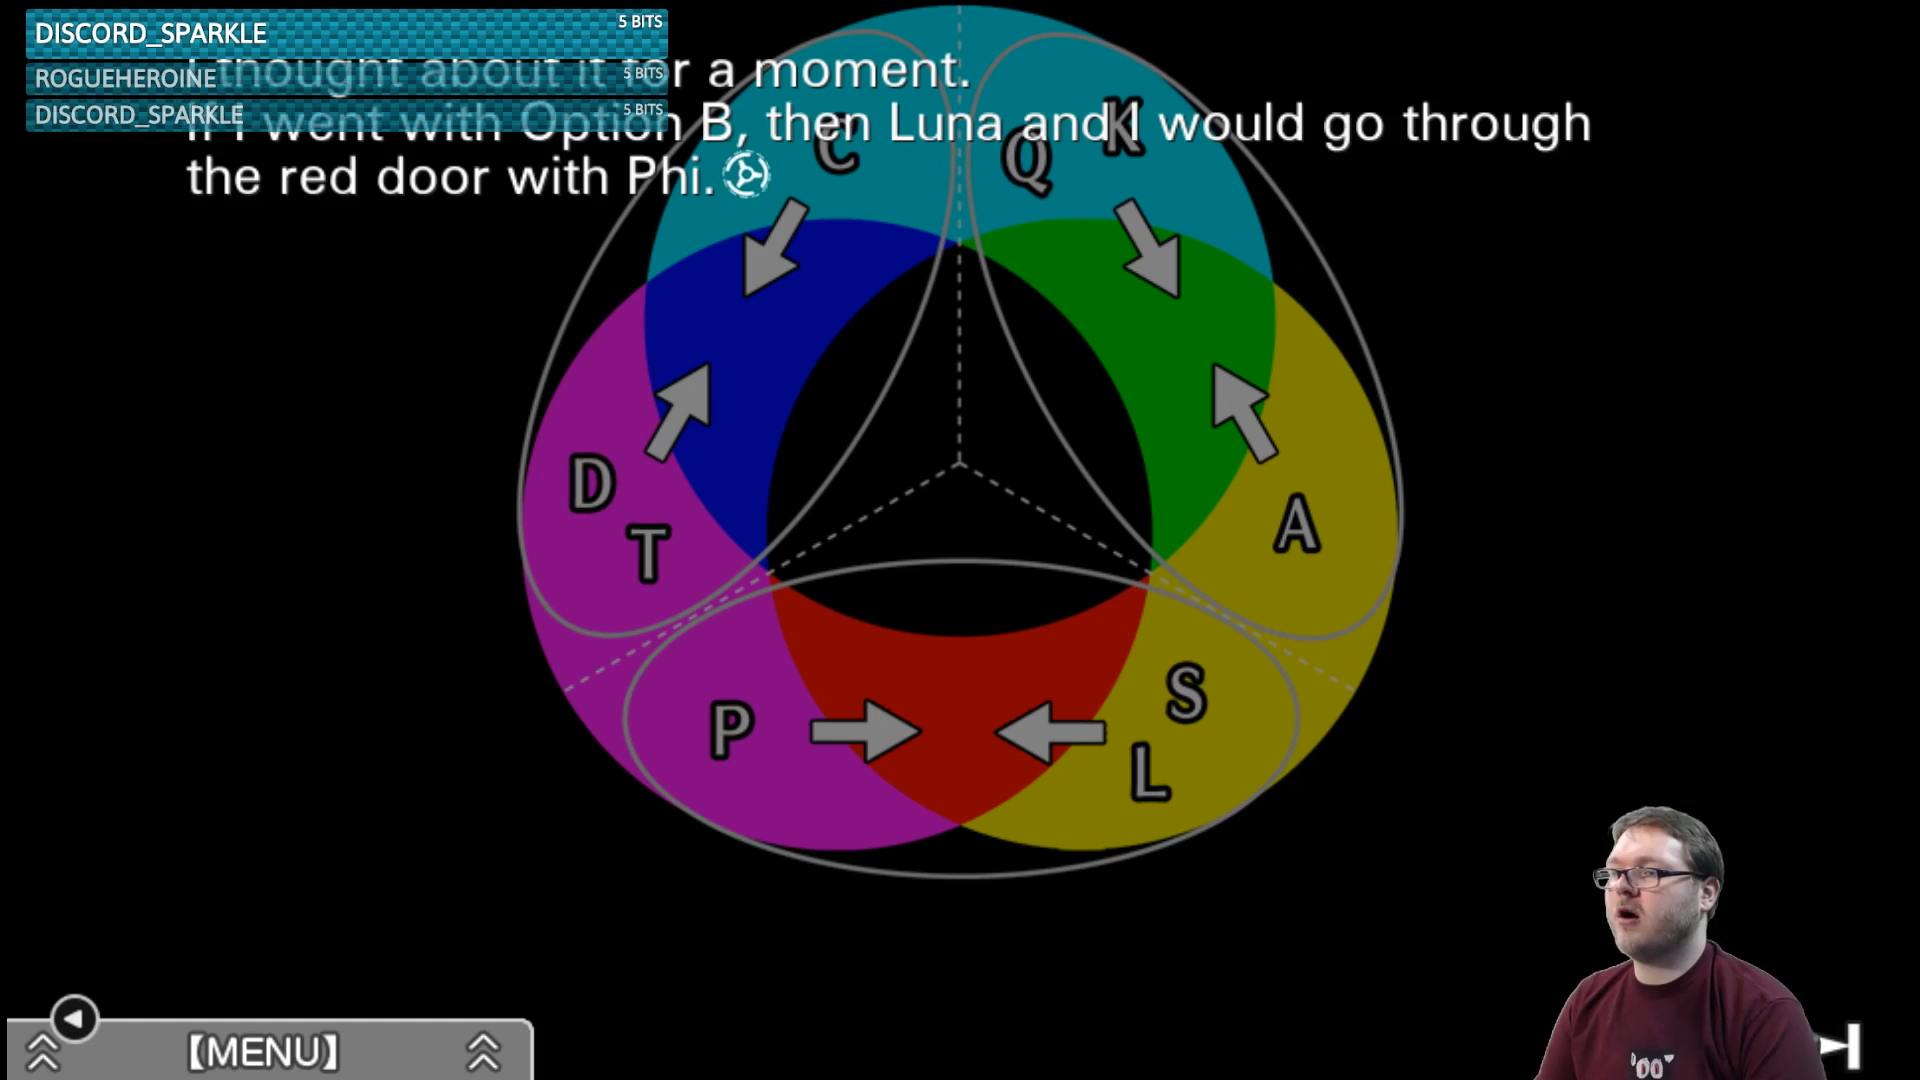 DISCORD_SPARKLE 5 BITS
ROGUEHEROINE 5 BITS
DISCORD_SPARKLE 5 BITS
I thought about it for a moment.
If I went with Option B, then Luna and I would go through
the red door with Phi.
C
Q
K
D
T
A
P
S
L
【MENU】